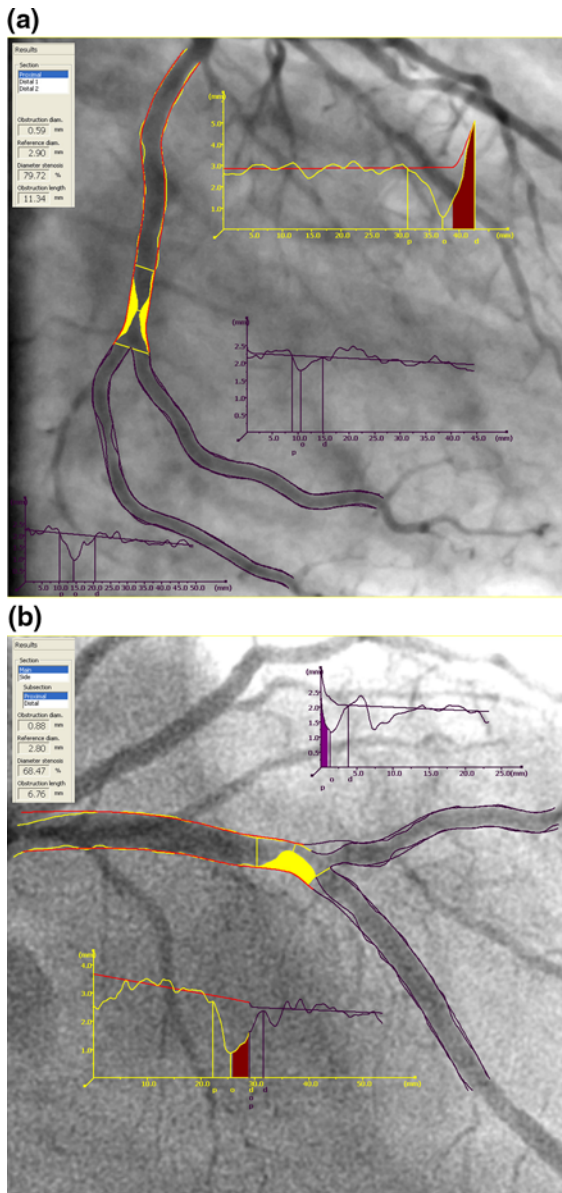 (a)
Results
Section
Proximal
Distal 1
Distal 2
Obstruction diam.
0.59 mm
Reference diam.
2.90 mm
Diameter stenosis
79.72 %
Obstruction length
11.34 mm
(mm)
5.0
4.0
3.0
2.0
1.0
5.0 10.0 15.0 20.0 25.0 30.0 35.0 40.0 (mm)
p o d
(mm)
2.5
2.0
1.5
1.0
0.5
5.0 10.0 15.0 20.0 25.0 30.0 35.0 40.0 45.0 (mm)
o d
p
5.0 10.0 15.0 20.0 25.0 30.0 35.0 40.0 45.0 50.0 (mm)
p o d
(b)
Results
Section
Main
Side
Subsection
Proximal
Distal
Obstruction diam.
0.88 mm
Reference diam.
2.80 mm
Diameter stenosis
68.47 %
Obstruction length
6.76 mm
(mm)
3.0
2.5
2.0
1.5
1.0
0.5
5.0 10.0 15.0 20.0 25.0 (mm)
o d
p
(mm)
4.0
3.0
2.0
1.0
10.0 20.0 30.0 40.0 50.0 (mm)
p o d d
o
p